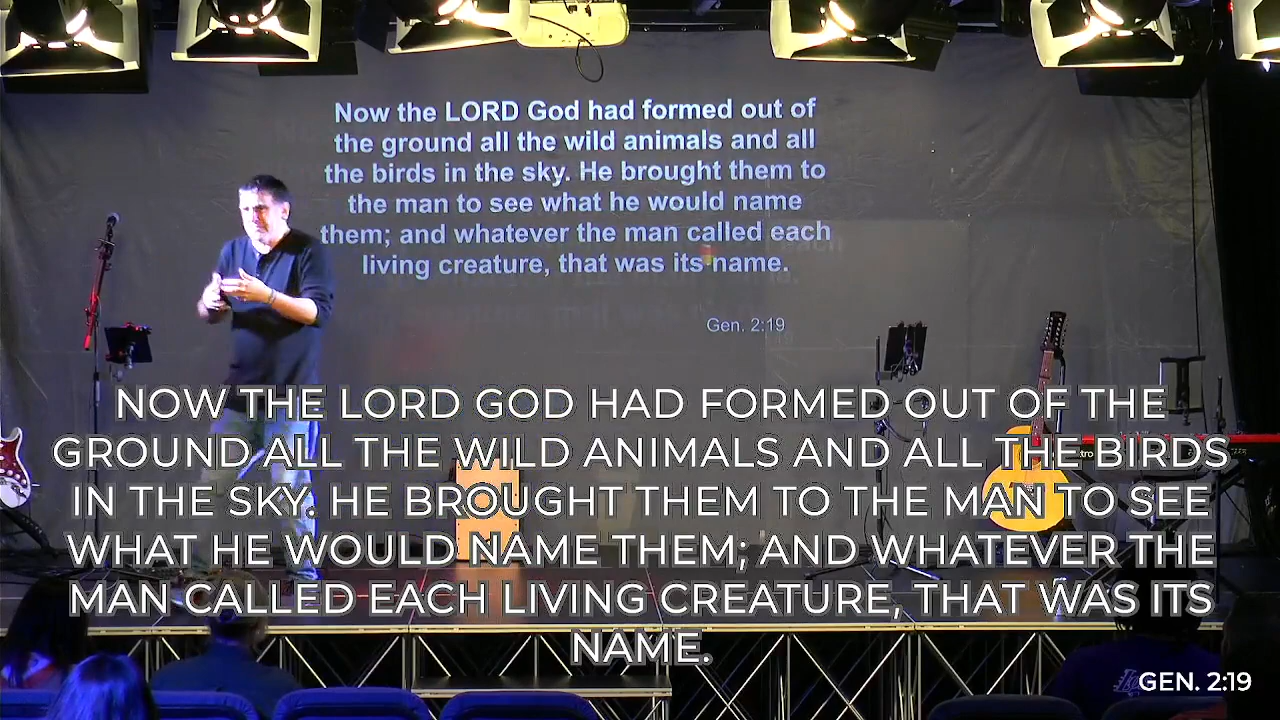 Now the LORD God had formed out of
the ground all the wild animals and all
the birds in the sky. He brought them to
the man to see what he would name
them; and whatever the man called each
living creature, that was its name.
Gen. 2:19
NOW THE LORD GOD HAD FORMED OUT OF THE
GROUND ALL THE WILD ANIMALS AND ALL THE BIRDS
IN THE SKY. HE BROUGHT THEM TO THE MAN TO SEE
WHAT HE WOULD NAME THEM; AND WHATEVER THE
MAN CALLED EACH LIVING CREATURE, THAT WAS ITS
NAME.
GEN. 2:19